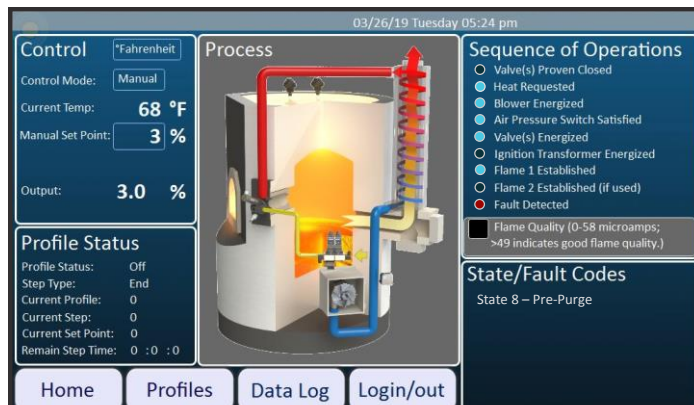 03/26/19 Tuesday 05:24 pm
Control
°Fahrenheit
Control Mode:
Manual
Current Temp:
68 °F
Manual Set Point:
3 %
Output:
3.0 %
Profile Status
Profile Status: Off
Step Type: End
Current Profile: 0
Current Step: 0
Current Set Point: 0
Remain Step Time: 0 :0 :0
Process
Sequence of Operations
Valve(s) Proven Closed
Heat Requested
Blower Energized
Air Pressure Switch Satisfied
Valve(s) Energized
Ignition Transformer Energized
Flame 1 Established
Flame 2 Established (if used)
Fault Detected
Flame Quality (0-58 microamps;
>49 indicates good flame quality.)
State/Fault Codes
State 8 – Pre-Purge
Home
Profiles
Data Log
Login/out